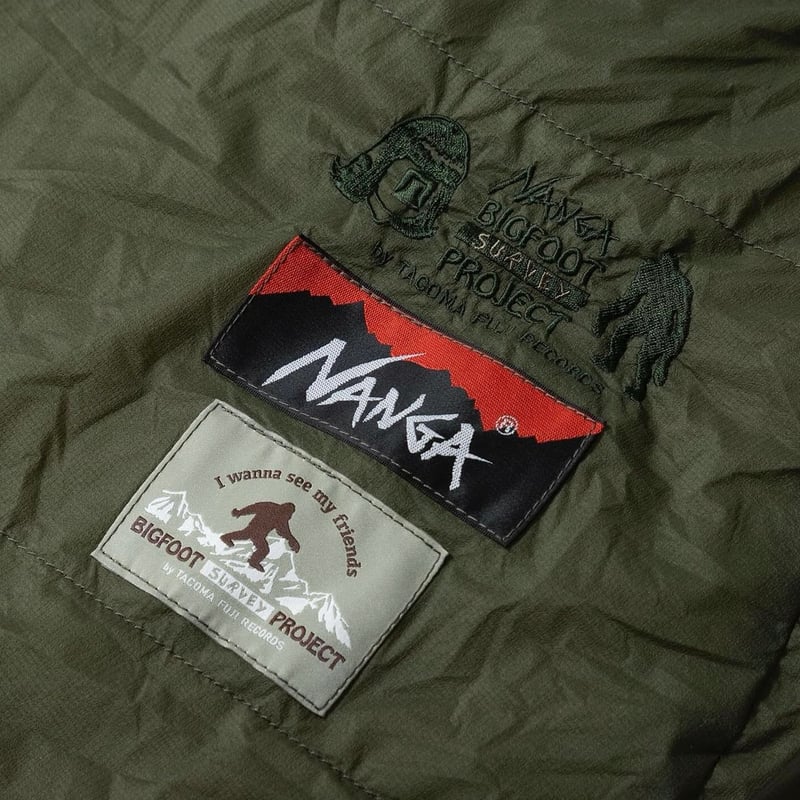 NANGA
BIGFOOT
SURVEY
PROJECT
by TACOMA FUJI RECORDS
NANGA®
I wanna see my friends
BIGFOOT SURVEY PROJECT
by TACOMA FUJI RECORDS